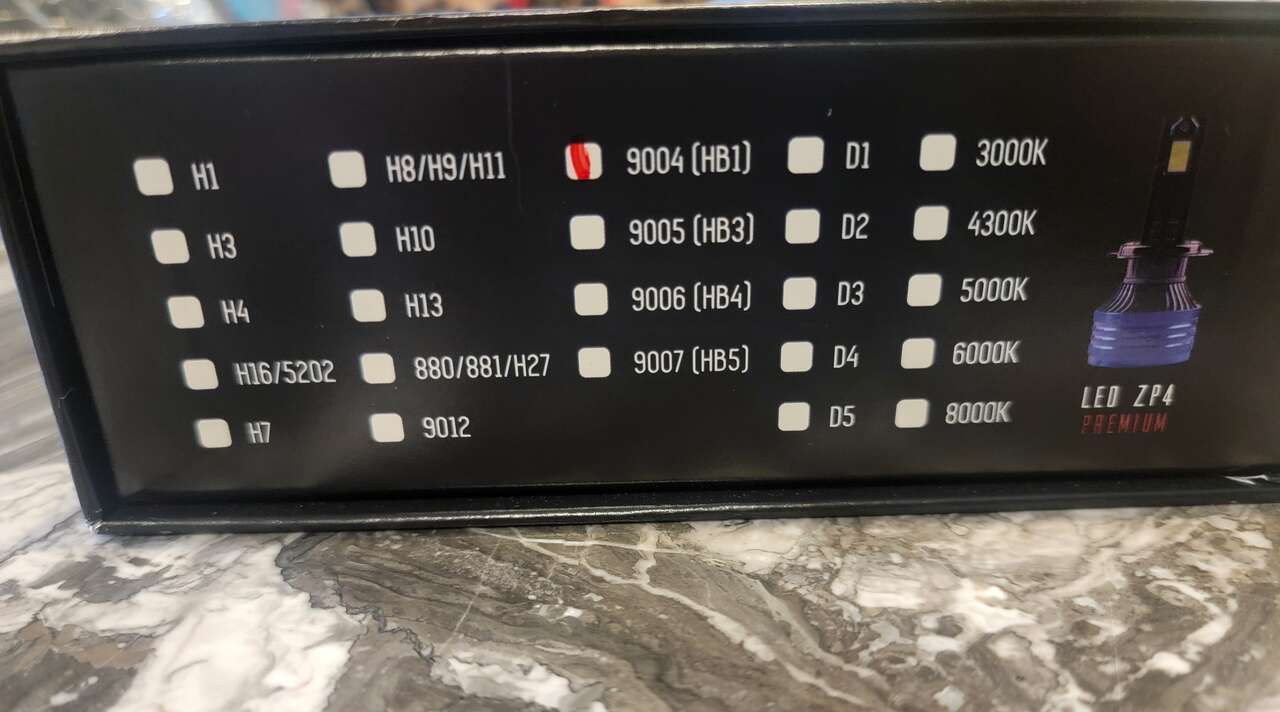 H1 H8/H9/H11 9004 (HB1) D1 3000K
H3 H10 9005 (HB3) D2 4300K
H4 H13 9006 (HB4) D3 5000K
H16/5202 880/881/H27 9007 (HB5) D4 6000K
H7 9012 D5 8000K
LED ZP4
PREMIUM